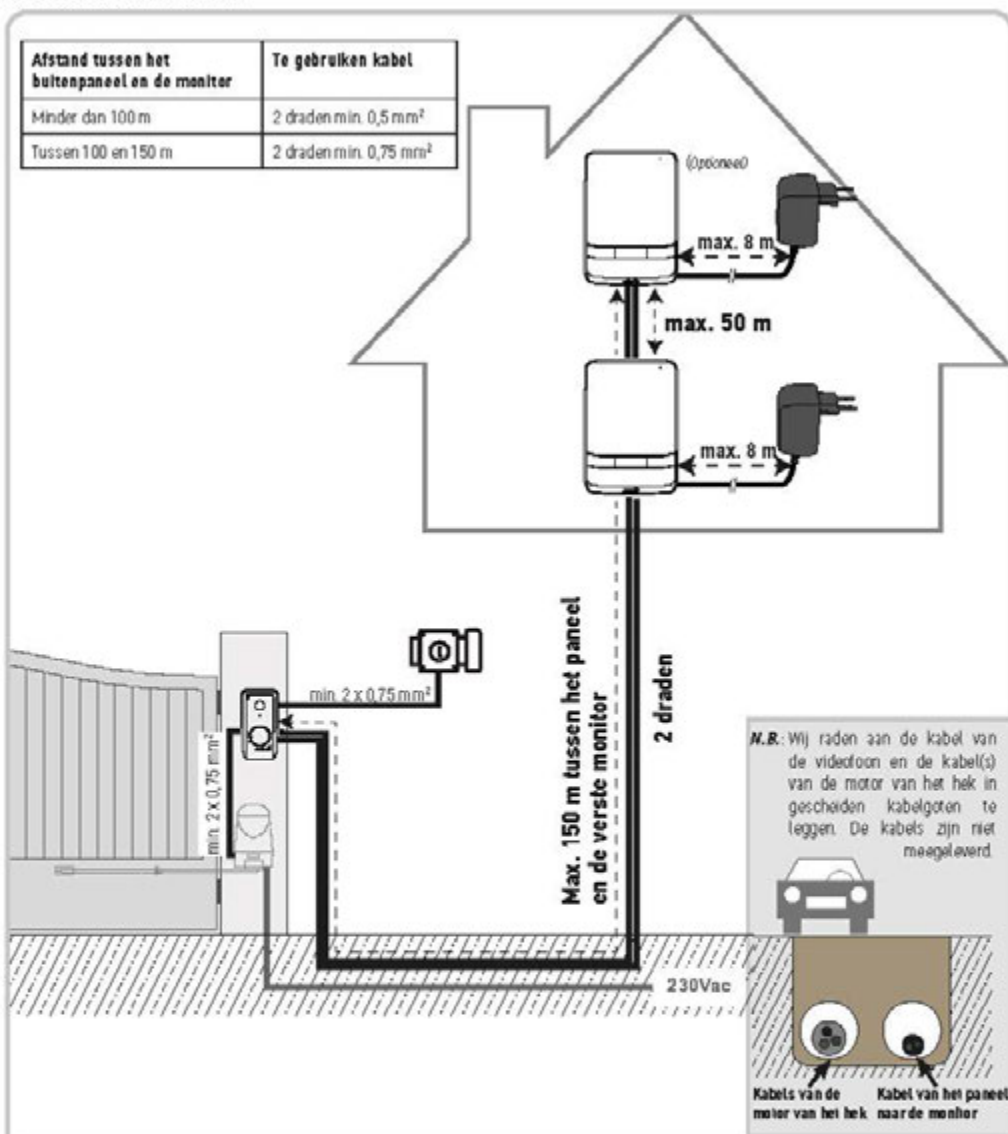 Afstand tussen het
buitenpaneel en de monitor
Te gebruiken kabel
Minder dan 100 m
2 draden min. 0,5 mm²
Tussen 100 en 150 m
2 draden min. 0,75 mm²
(Optioneel)
max. 8 m
max. 50 m
max. 8 m
Max. 150 m tussen het paneel
en de verste monitor
2 draden
min. 2 x 0,75 mm²
min. 2 x 0,75 mm²
230Vac
N.B.: Wij raden aan de kabel van
de videofoon en de kabel(s)
van de motor van het hek in
gescheiden kabelgoten te
leggen. De kabels zijn niet
meegeleverd.
Kabels van de
motor van het hek
Kabel van het paneel
naar de monitor